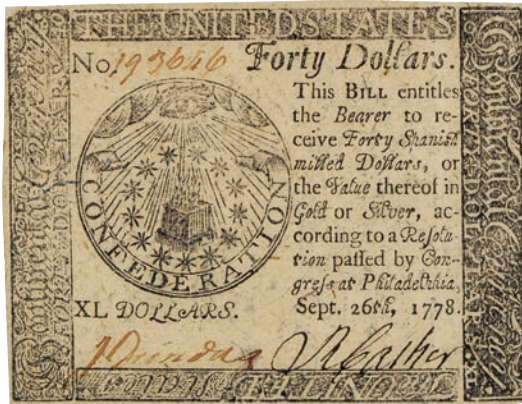 THE UNITED STATES
No. 193646 Forty Dollars.
This BILL entitles
the Bearer to re-
ceive Forty Spanish
milled Dollars, or
the Value thereof in
Gold or Silver, ac-
cording to a Resolu-
tion passed by Con-
gress at Philadelphia,
Sept. 26th, 1778.
CONFEDERATION
XL DOLLARS.
Continental Currency
FORTY DOLLARS